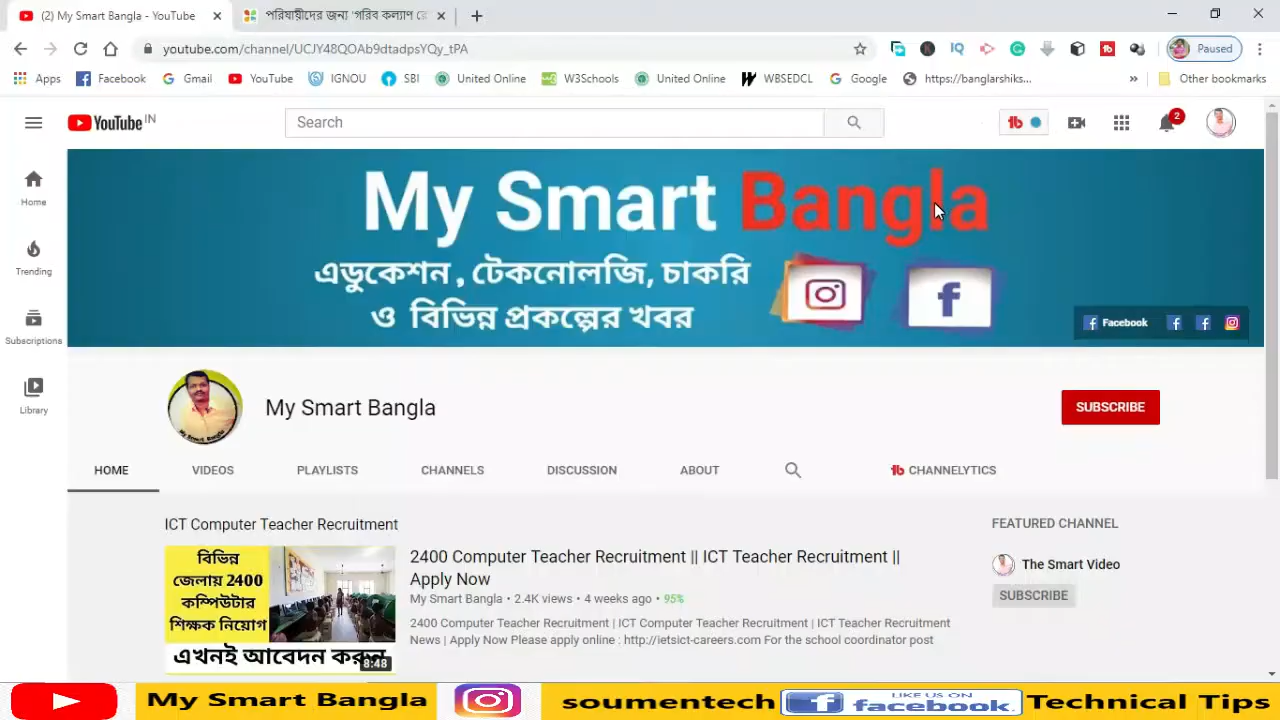 (2) My Smart Bangla - YouTube
পরিযায়ীদের জন্য 'গরিব কল্যাণ রো
youtube.com/channel/UCJY48QOAb9dtadpsYQy_tPA
IQ
Paused
Apps
Facebook
Gmail
YouTube
IGNOU
SBI
United Online
W3Schools
United Online
WBSEDCL
Google
https://banglarshiks...
»
Other bookmarks
YouTube IN
Search
2
Home
Trending
Subscriptions
Library
My Smart Bangla
এডুকেশন , টেকনোলজি, চাকরি
ও বিভিন্ন প্রকল্পের খবর
Facebook
My Smart Bangla
SUBSCRIBE
HOME
VIDEOS
PLAYLISTS
CHANNELS
DISCUSSION
ABOUT
CHANNELYTICS
ICT Computer Teacher Recruitment
বিভিন্ন
জেলায় 2400
কম্পিউটার
শিক্ষক নিয়োগ
এখনই আবেদন করুন
8:48
2400 Computer Teacher Recruitment || ICT Teacher Recruitment ||
Apply Now
My Smart Bangla • 2.4K views • 4 weeks ago • 95%
2400 Computer Teacher Recruitment | ICT Computer Teacher Recruitment | ICT Teacher Recruitment
News | Apply Now Please apply online : http://ietsict-careers.com For the school coordinator post
FEATURED CHANNEL
The Smart Video
SUBSCRIBE
My Smart Bangla
soumentech
LIKE US ON
facebook.
Technical Tips